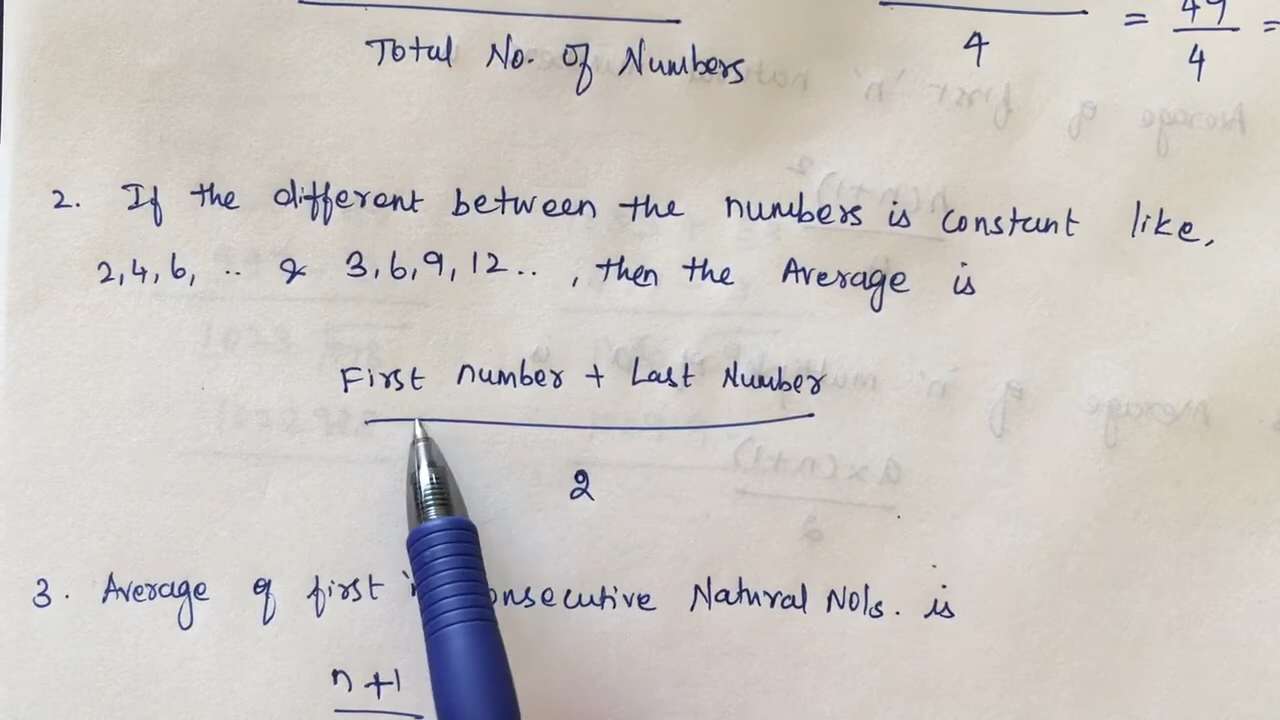 Total No. Of Numbers
4
= 49
4
=
2. If the different between the numbers is constant like,
2,4,6, .. & 3,6,9,12.. , then the Average is
First number + Last Number
2
3. Average of first consecutive Natural Nols. is
n+1